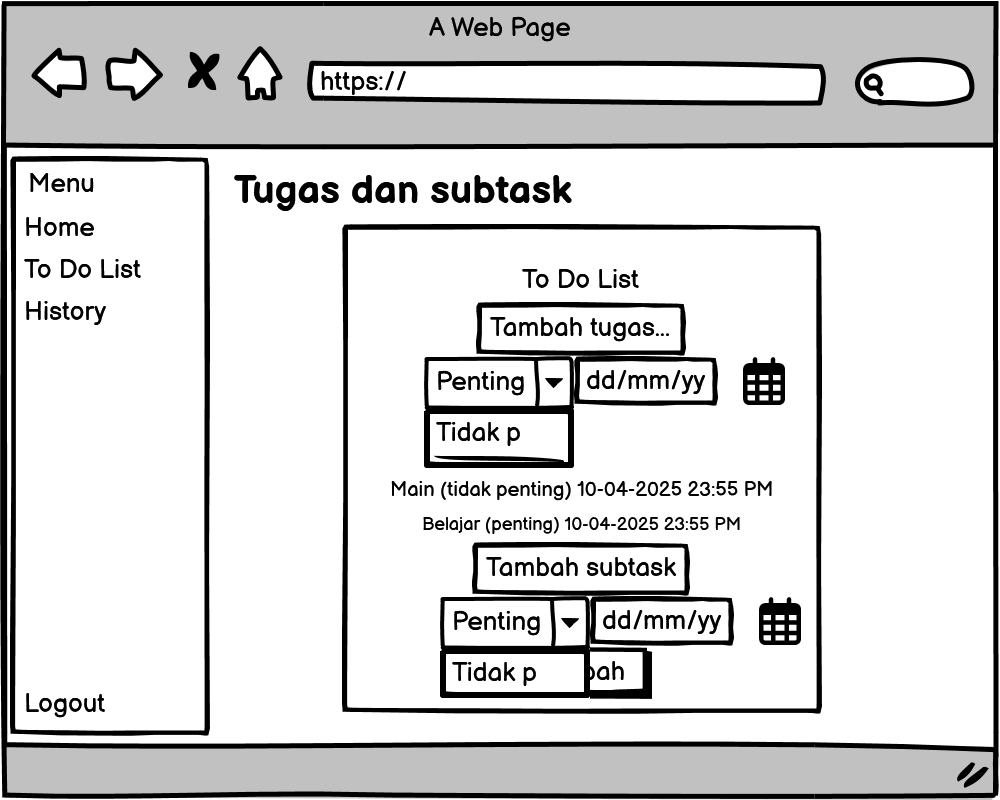 A Web Page
https://
Menu
Home
To Do List
History
Logout
Tugas dan subtask
To Do List
Tambah tugas...
Penting dd/mm/yy
Tidak p
Main (tidak penting) 10-04-2025 23:55 PM
Belajar (penting) 10-04-2025 23:55 PM
Tambah subtask
Penting dd/mm/yy
Tidak p bah